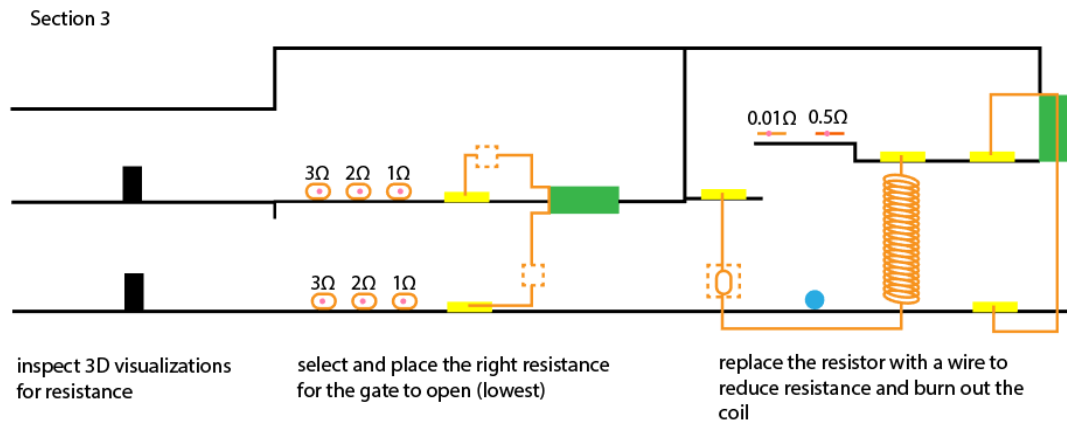 Section 3
0.01Ω 0.5Ω
3Ω 2Ω 1Ω
3Ω 2Ω 1Ω
inspect 3D visualizations
for resistance
select and place the right resistance
for the gate to open (lowest)
replace the resistor with a wire to
reduce resistance and burn out the
coil